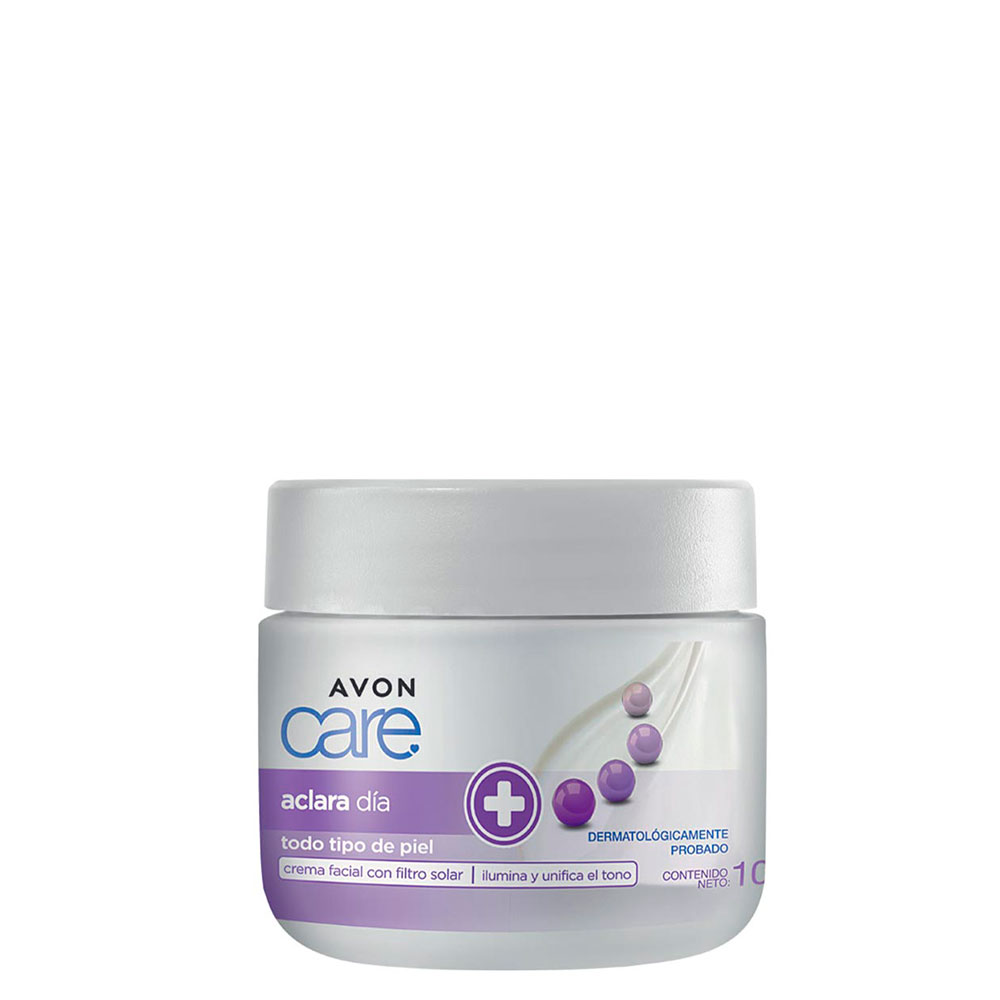 AVON
care
aclara día
todo tipo de piel
crema facial con filtro solar | ilumina y unifica el tono
DERMATOLÓGICAMENTE
PROBADO
CONTENIDO
NETO: 10